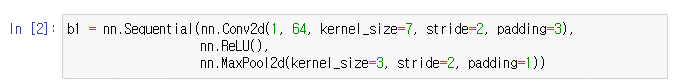 In [2]: b1 = nn.Sequential(nn.Conv2d(1, 64, kernel_size=7, stride=2, padding=3),
nn.ReLU(),
nn.MaxPool2d(kernel_size=3, stride=2, padding=1))